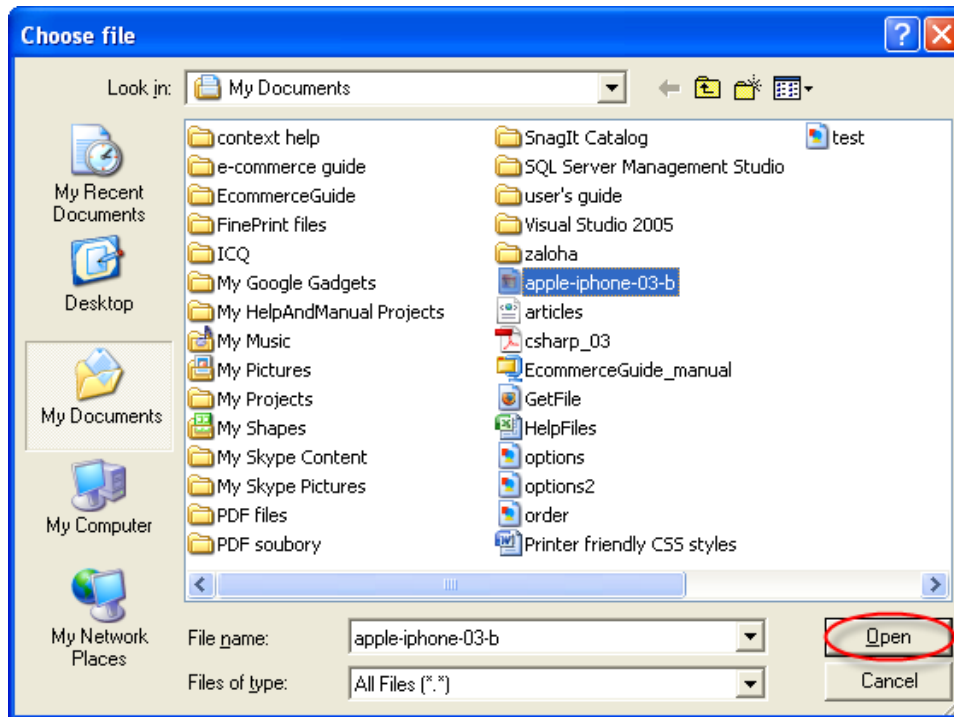 Choose file
Look in:
My Documents
My Recent
Documents
Desktop
My Documents
My Computer
My Network
Places
context help
e-commerce guide
EcommerceGuide
FinePrint files
ICQ
My Google Gadgets
My HelpAndManual Projects
My Music
My Pictures
My Projects
My Shapes
My Skype Content
My Skype Pictures
PDF files
PDF soubory
SnagIt Catalog
SQL Server Management Studio
user's guide
Visual Studio 2005
zaloha
apple-iphone-03-b
articles
csharp_03
EcommerceGuide_manual
GetFile
HelpFiles
options
options2
order
Printer friendly CSS styles
test
File name:
apple-iphone-03-b
Open
Files of type:
All Files (*.*)
Cancel